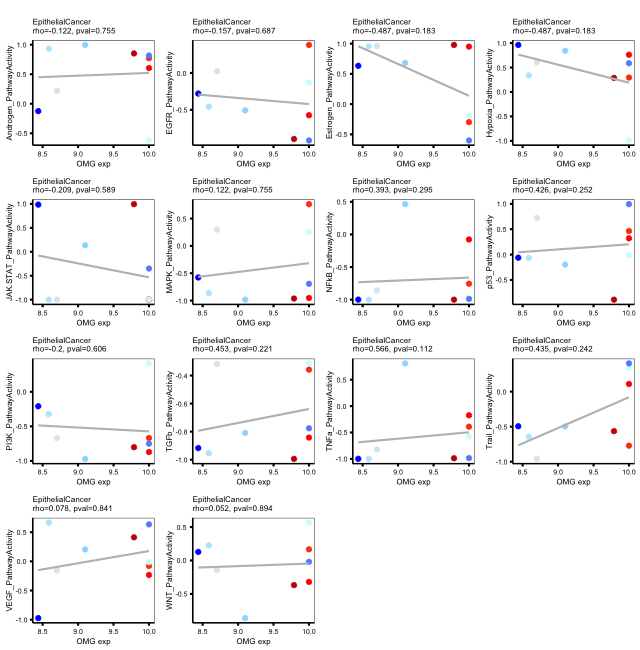 EpithelialCancer
rho=-0.122, pval=0.755
Androgen_PathwayActivity
1.0
0.5
0.0
-0.5
8.5 9.0 9.5 10.0
OMG exp
EpithelialCancer
rho=-0.157, pval=0.687
EGFR_PathwayActivity
0.0
-0.5
8.5 9.0 9.5 10.0
OMG exp
EpithelialCancer
rho=-0.487, pval=0.183
Estrogen_PathwayActivity
1.0
0.5
0.0
-0.5
8.5 9.0 9.5 10.0
OMG exp
EpithelialCancer
rho=-0.487, pval=0.183
Hypoxia_PathwayActivity
1.0
0.5
0.0
-0.5
-1.0
8.5 9.0 9.5 10.0
OMG exp
EpithelialCancer
rho=-0.209, pval=0.589
JAK.STAT_PathwayActivity
1.0
0.5
0.0
-0.5
-1.0
8.5 9.0 9.5 10.0
OMG exp
EpithelialCancer
rho=0.122, pval=0.755
MAPK_PathwayActivity
0.5
0.0
-0.5
-1.0
8.5 9.0 9.5 10.0
OMG exp
EpithelialCancer
rho=0.393, pval=0.295
NFkB_PathwayActivity
0.5
0.0
-0.5
-1.0
8.5 9.0 9.5 10.0
OMG exp
EpithelialCancer
rho=0.426, pval=0.252
p53_PathwayActivity
1.0
0.5
0.0
-0.5
8.5 9.0 9.5 10.0
OMG exp
EpithelialCancer
rho=-0.2, pval=0.606
PI3K_PathwayActivity
0.0
-0.5
-1.0
8.5 9.0 9.5 10.0
OMG exp
EpithelialCancer
rho=0.453, pval=0.221
TGFb_PathwayActivity
-0.4
-0.6
-0.8
-1.0
8.5 9.0 9.5 10.0
OMG exp
EpithelialCancer
rho=0.566, pval=0.112
TNFa_PathwayActivity
0.5
0.0
-0.5
-1.0
8.5 9.0 9.5 10.0
OMG exp
EpithelialCancer
rho=0.435, pval=0.242
Trail_PathwayActivity
0.0
-0.5
-1.0
8.5 9.0 9.5 10.0
OMG exp
EpithelialCancer
rho=0.078, pval=0.841
VEGF_PathwayActivity
0.5
0.0
-0.5
-1.0
8.5 9.0 9.5 10.0
OMG exp
EpithelialCancer
rho=0.052, pval=0.894
WNT_PathwayActivity
0.5
0.0
-0.5
8.5 9.0 9.5 10.0
OMG exp